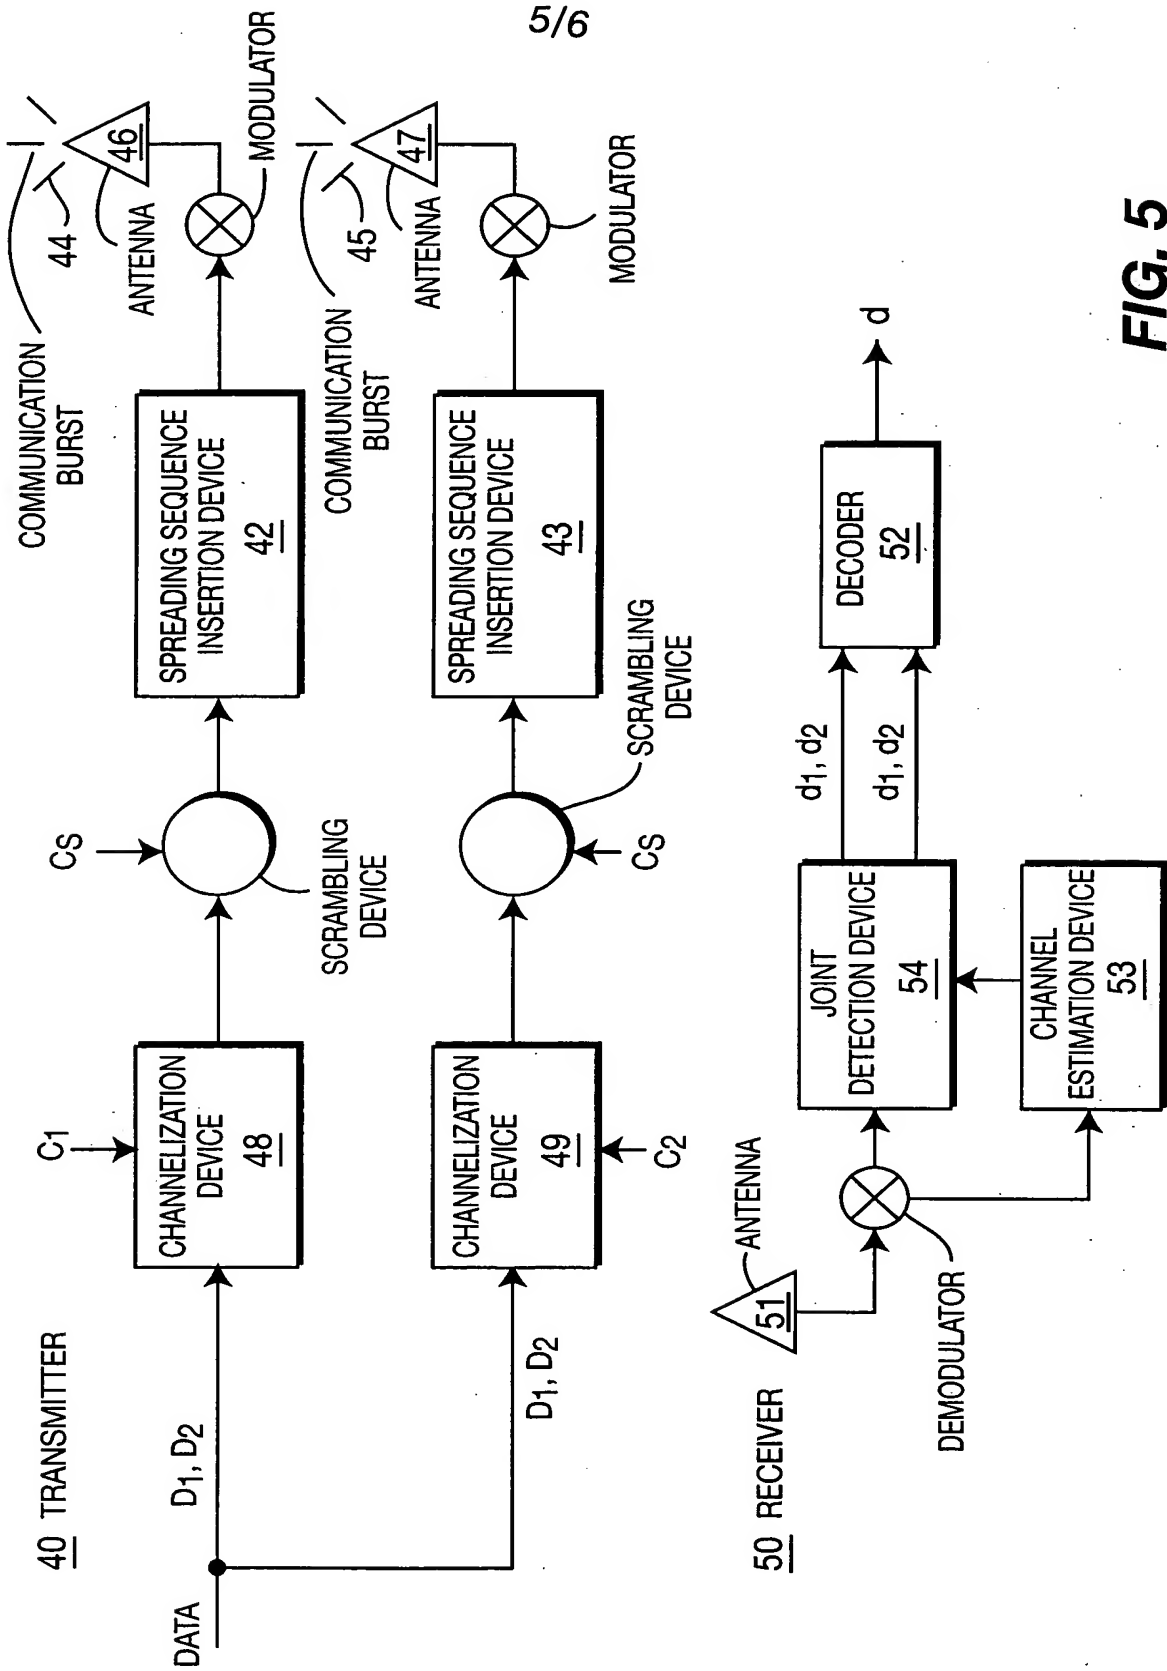 5/6
40 TRANSMITTER
DATA
D1, D2
D1, D2
C1
CHANNELIZATION
DEVICE
48
CHANNELIZATION
DEVICE
49
C2
CS
SCRAMBLING
DEVICE
CS
SCRAMBLING
DEVICE
SPREADING SEQUENCE
INSERTION DEVICE
42
SPREADING SEQUENCE
INSERTION DEVICE
43
COMMUNICATION
BURST
44
ANTENNA
46
MODULATOR
COMMUNICATION
BURST
45
ANTENNA
47
MODULATOR
50 RECEIVER
51
ANTENNA
DEMODULATOR
JOINT
DETECTION DEVICE
54
CHANNEL
ESTIMATION DEVICE
53
d1, d2
d1, d2
DECODER
52
d
FIG. 5